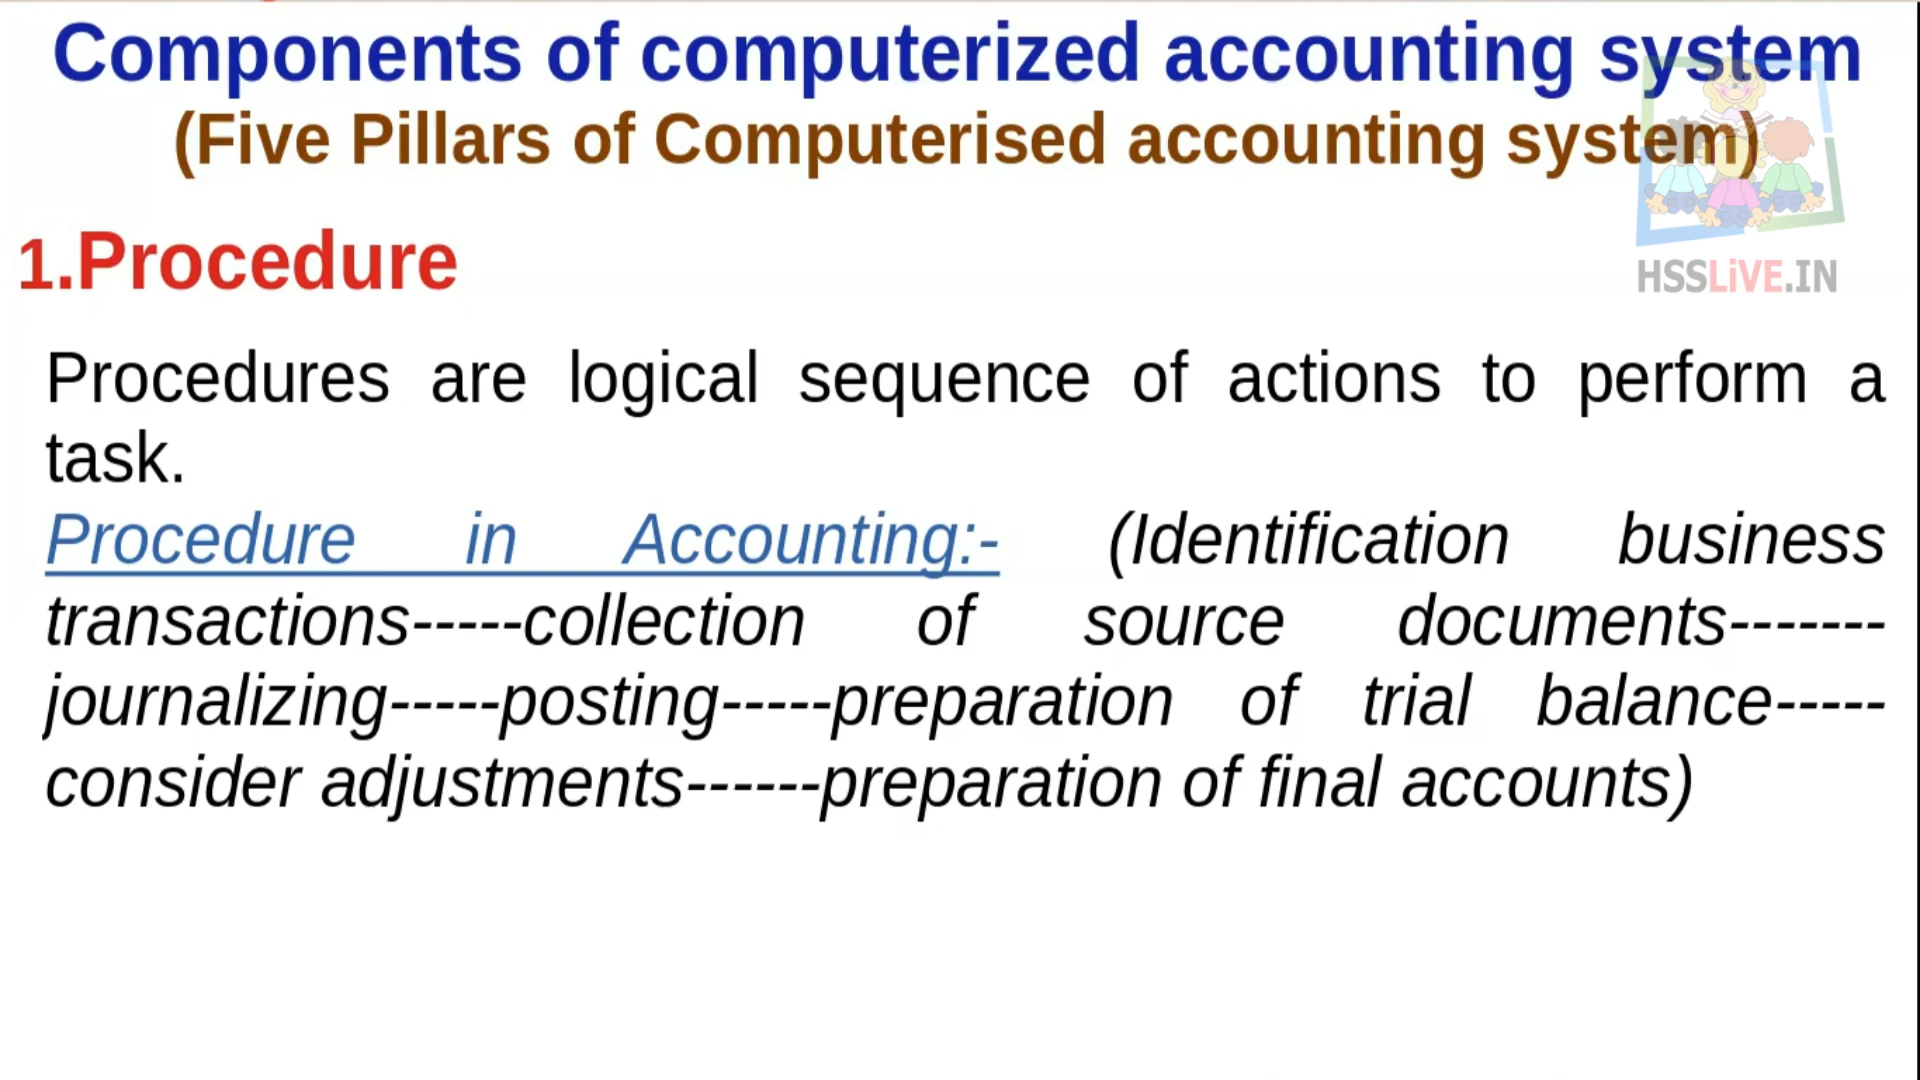 Components of computerized accounting system
(Five Pillars of Computerised accounting system)
HSSLiVE.IN
1.Procedure
Procedures are logical sequence of actions to perform a
task.
Procedure in Accounting:- (Identification business
transactions-----collection of source documents-------
journalizing-----posting-----preparation of trial balance-----
consider adjustments------preparation of final accounts)